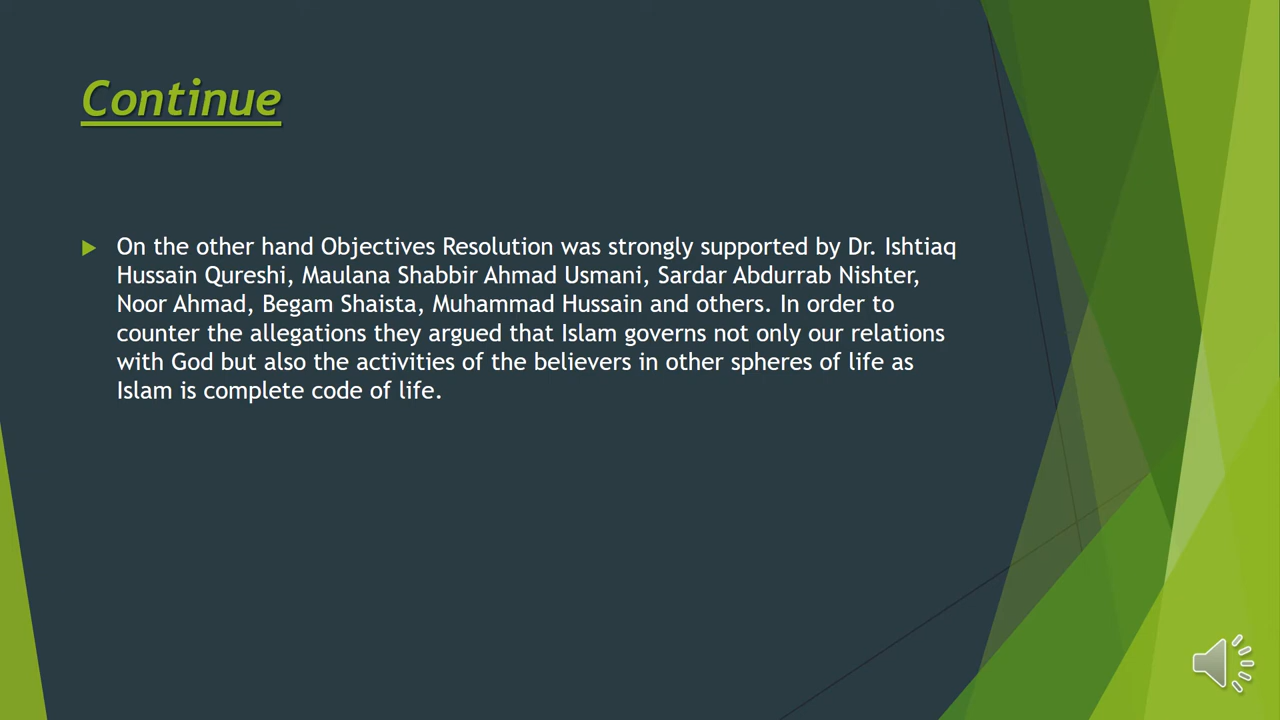 Continue
On the other hand Objectives Resolution was strongly supported by Dr. Ishtiaq
Hussain Qureshi, Maulana Shabbir Ahmad Usmani, Sardar Abdurrab Nishter,
Noor Ahmad, Begam Shaista, Muhammad Hussain and others. In order to
counter the allegations they argued that Islam governs not only our relations
with God but also the activities of the believers in other spheres of life as
Islam is complete code of life.